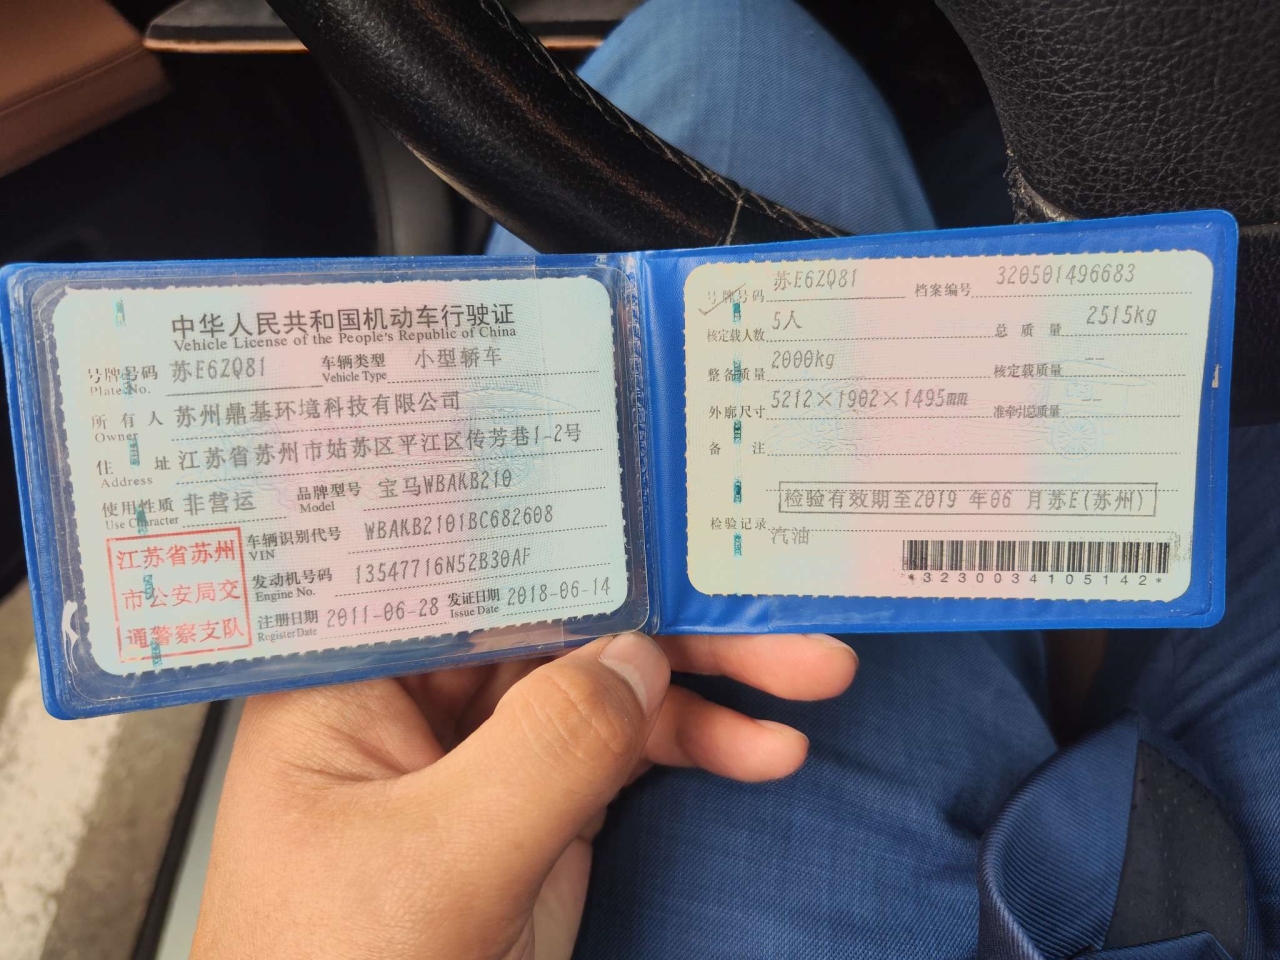 中华人民共和国机动车行驶证
Vehicle License of the People's Republic of China
号牌号码 苏E6ZQ81 车辆类型 小型轿车
Plate No. Vehicle Type
所有人 苏州鼎基环境科技有限公司
Owner
住址 江苏省苏州市姑苏区平江区传芳巷1-2号
Address
使用性质 非营运 品牌型号 宝马WBAKB210
Use Character Model
江苏省苏州
市公安局交
通警察支队
车辆识别代号 WBAKB2101BC682608
VIN
发动机号码 13547716N52B30AF
Engine No.
注册日期 2011-06-28 发证日期 2018-06-14
Register Date Issue Date
号牌号码 苏E6ZQ81 档案编号 320501496683
核定载人数 5人 总质量 2515kg
整备质量 2000kg 核定载质量 --
外廓尺寸 5212×1902×1495mm 准牵引总质量 --
备注
检验有效期至2019年06月苏E(苏州)
检验记录
汽油
*3230034105142*